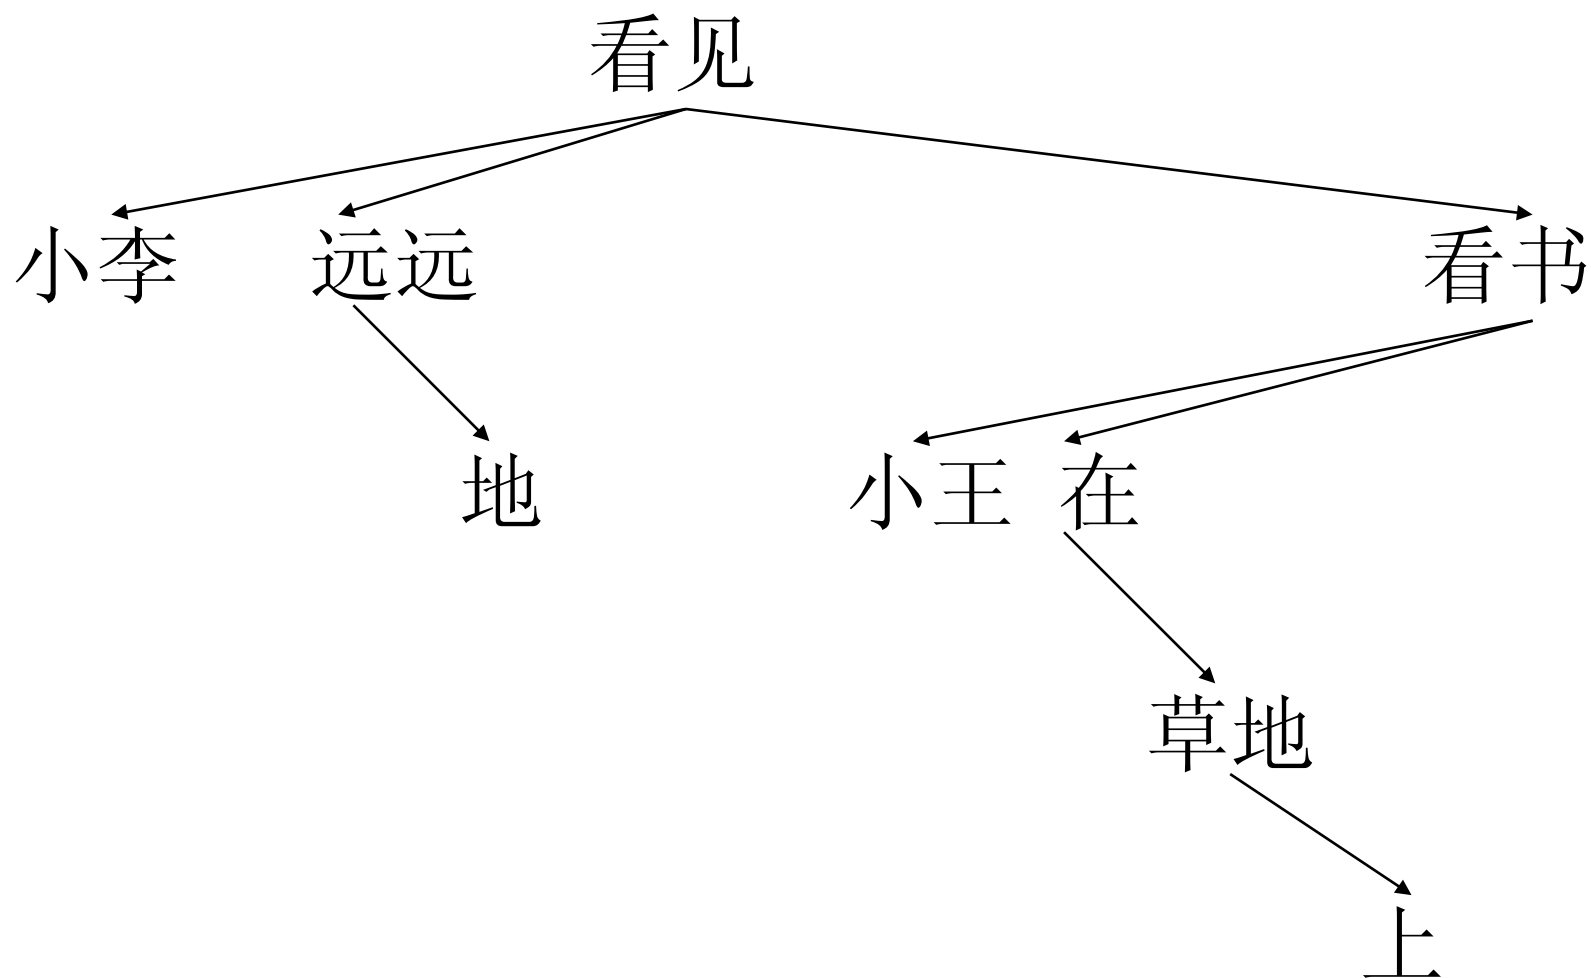 看见
小李 远远 看书
地 小王 在
草地
上